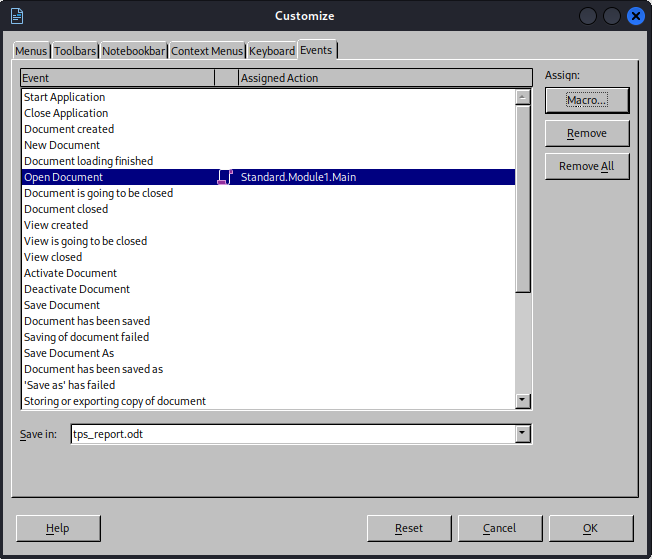 Customize
Menus Toolbars Notebookbar Context Menus Keyboard Events
Event Assigned Action
Start Application
Close Application
Document created
New Document
Document loading finished
Open Document Standard.Module1.Main
Document is going to be closed
Document closed
View created
View is going to be closed
View closed
Activate Document
Deactivate Document
Save Document
Document has been saved
Saving of document failed
Save Document As
Document has been saved as
'Save as' has failed
Storing or exporting copy of document
Assign:
Macro...
Remove
Remove All
Save in: tps_report.odt
Help Reset Cancel OK